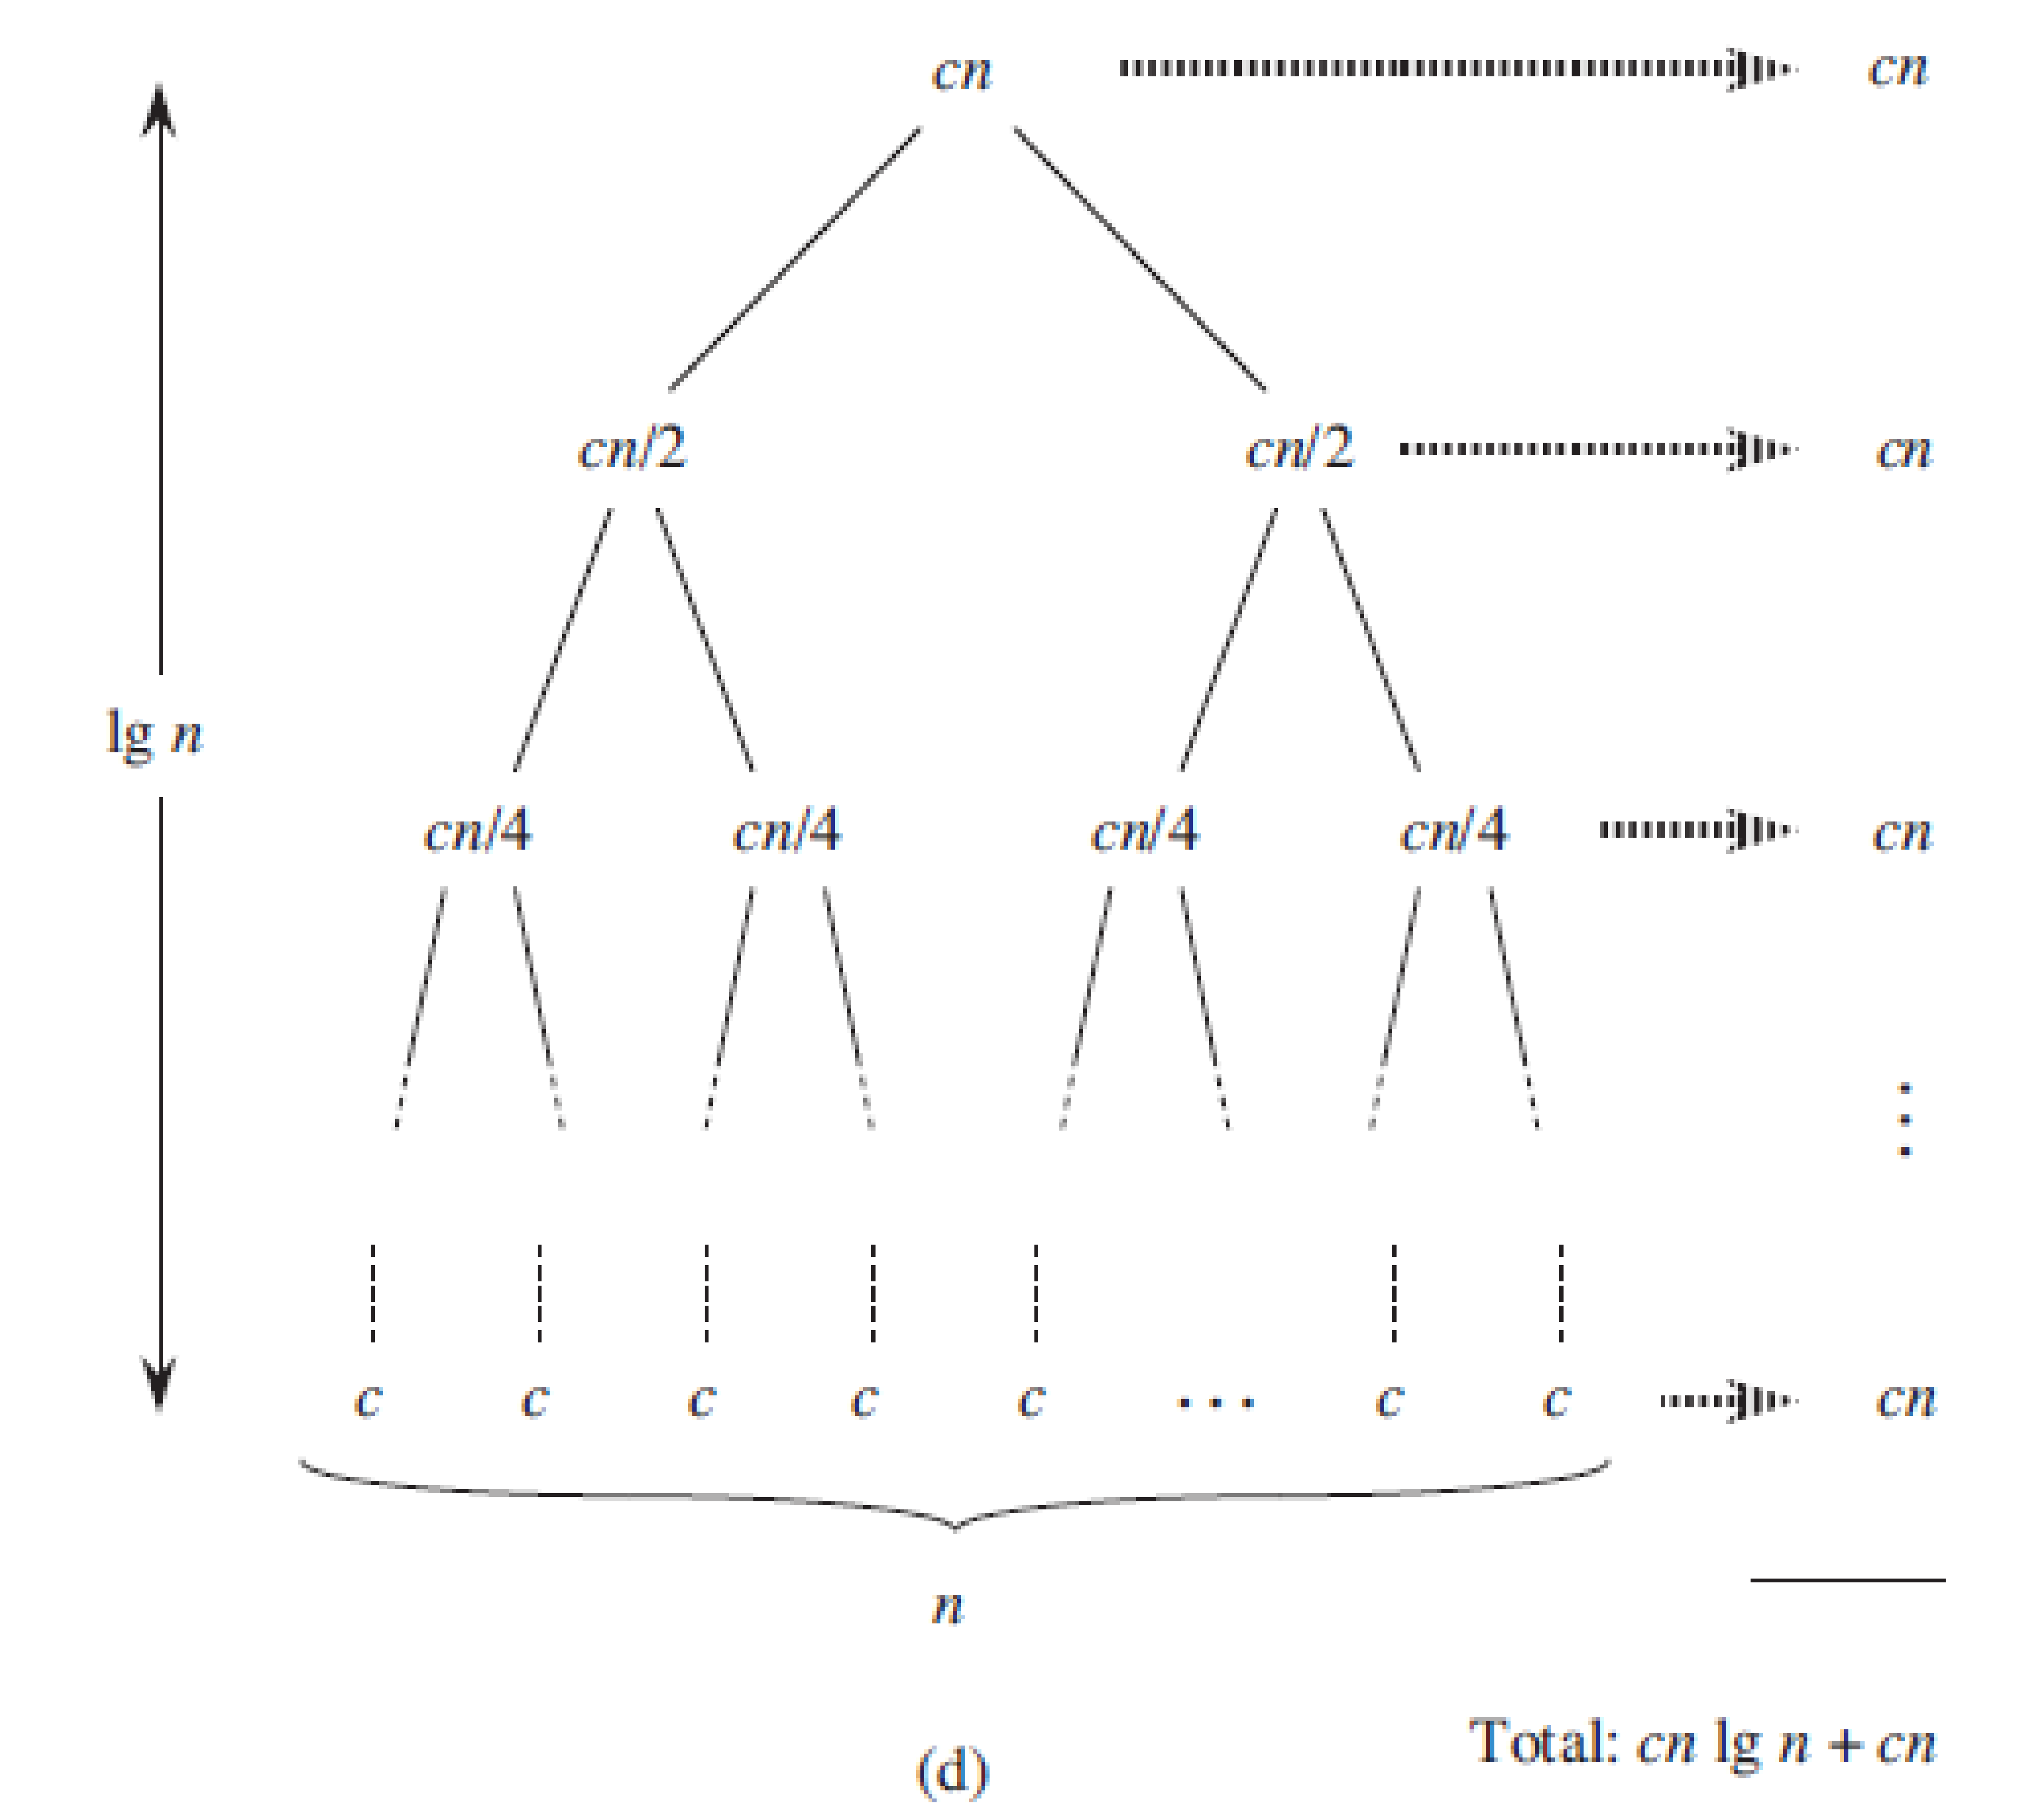 cn cn
cn/2 cn/2 cn
lg n
cn/4 cn/4 cn/4 cn/4 cn
c c c c c ... c c cn
n
Total: cn lg n + cn
(d)